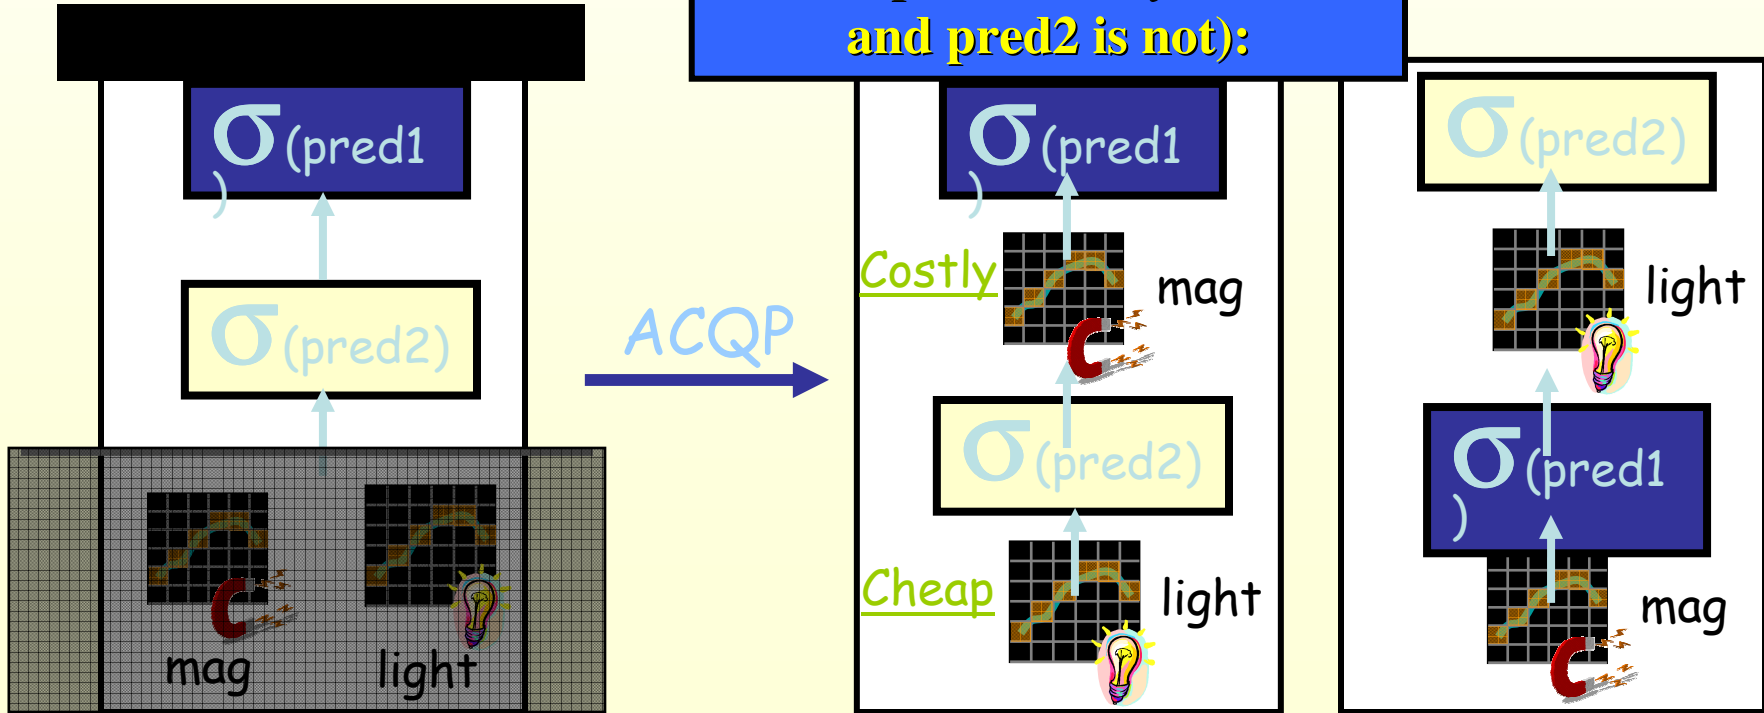 and pred2 is not):
σ(pred1
)
σ(pred2)
mag
light
ACQP
σ(pred1
)
Costly
mag
σ(pred2)
Cheap
light
σ(pred2)
light
σ(pred1
)
mag